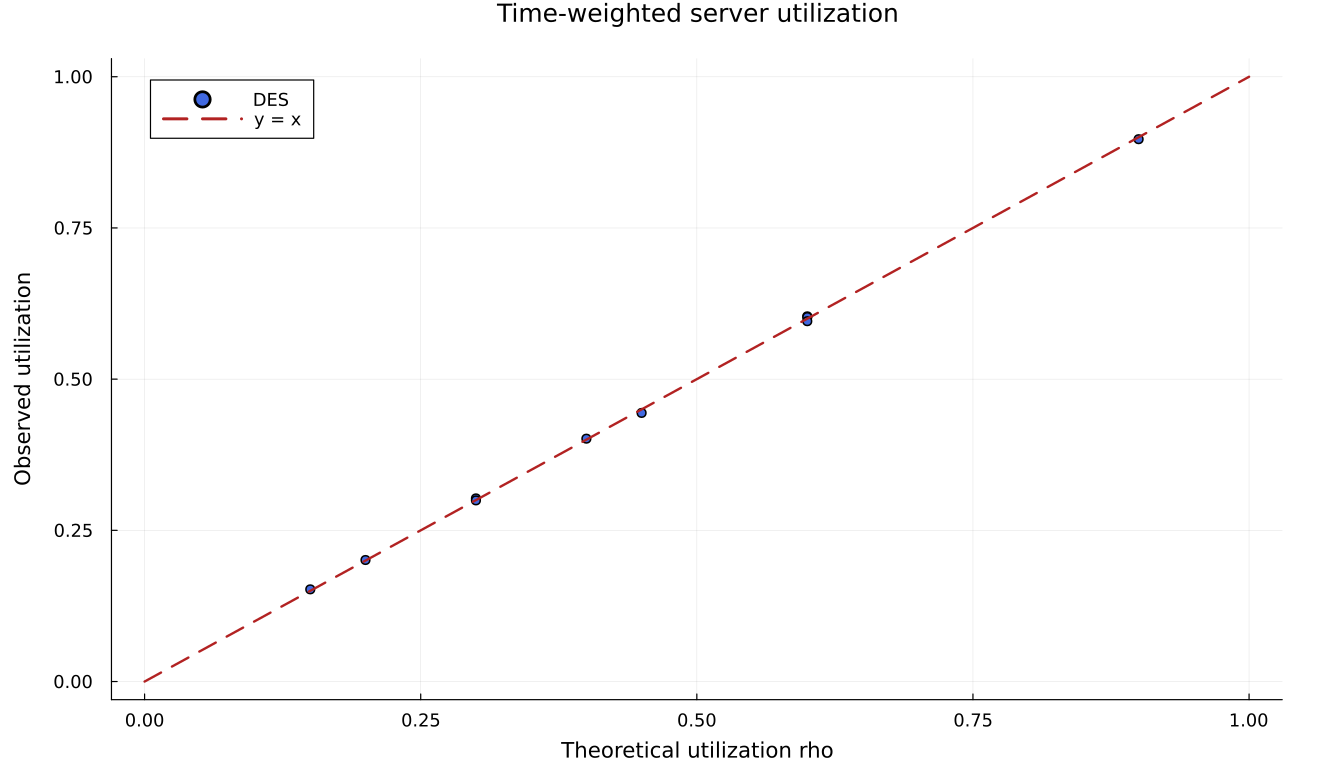 Time-weighted server utilization
DES
y = x
1.00
0.75
0.50
0.25
0.00
Observed utilization
0.00 0.25 0.50 0.75 1.00
Theoretical utilization rho